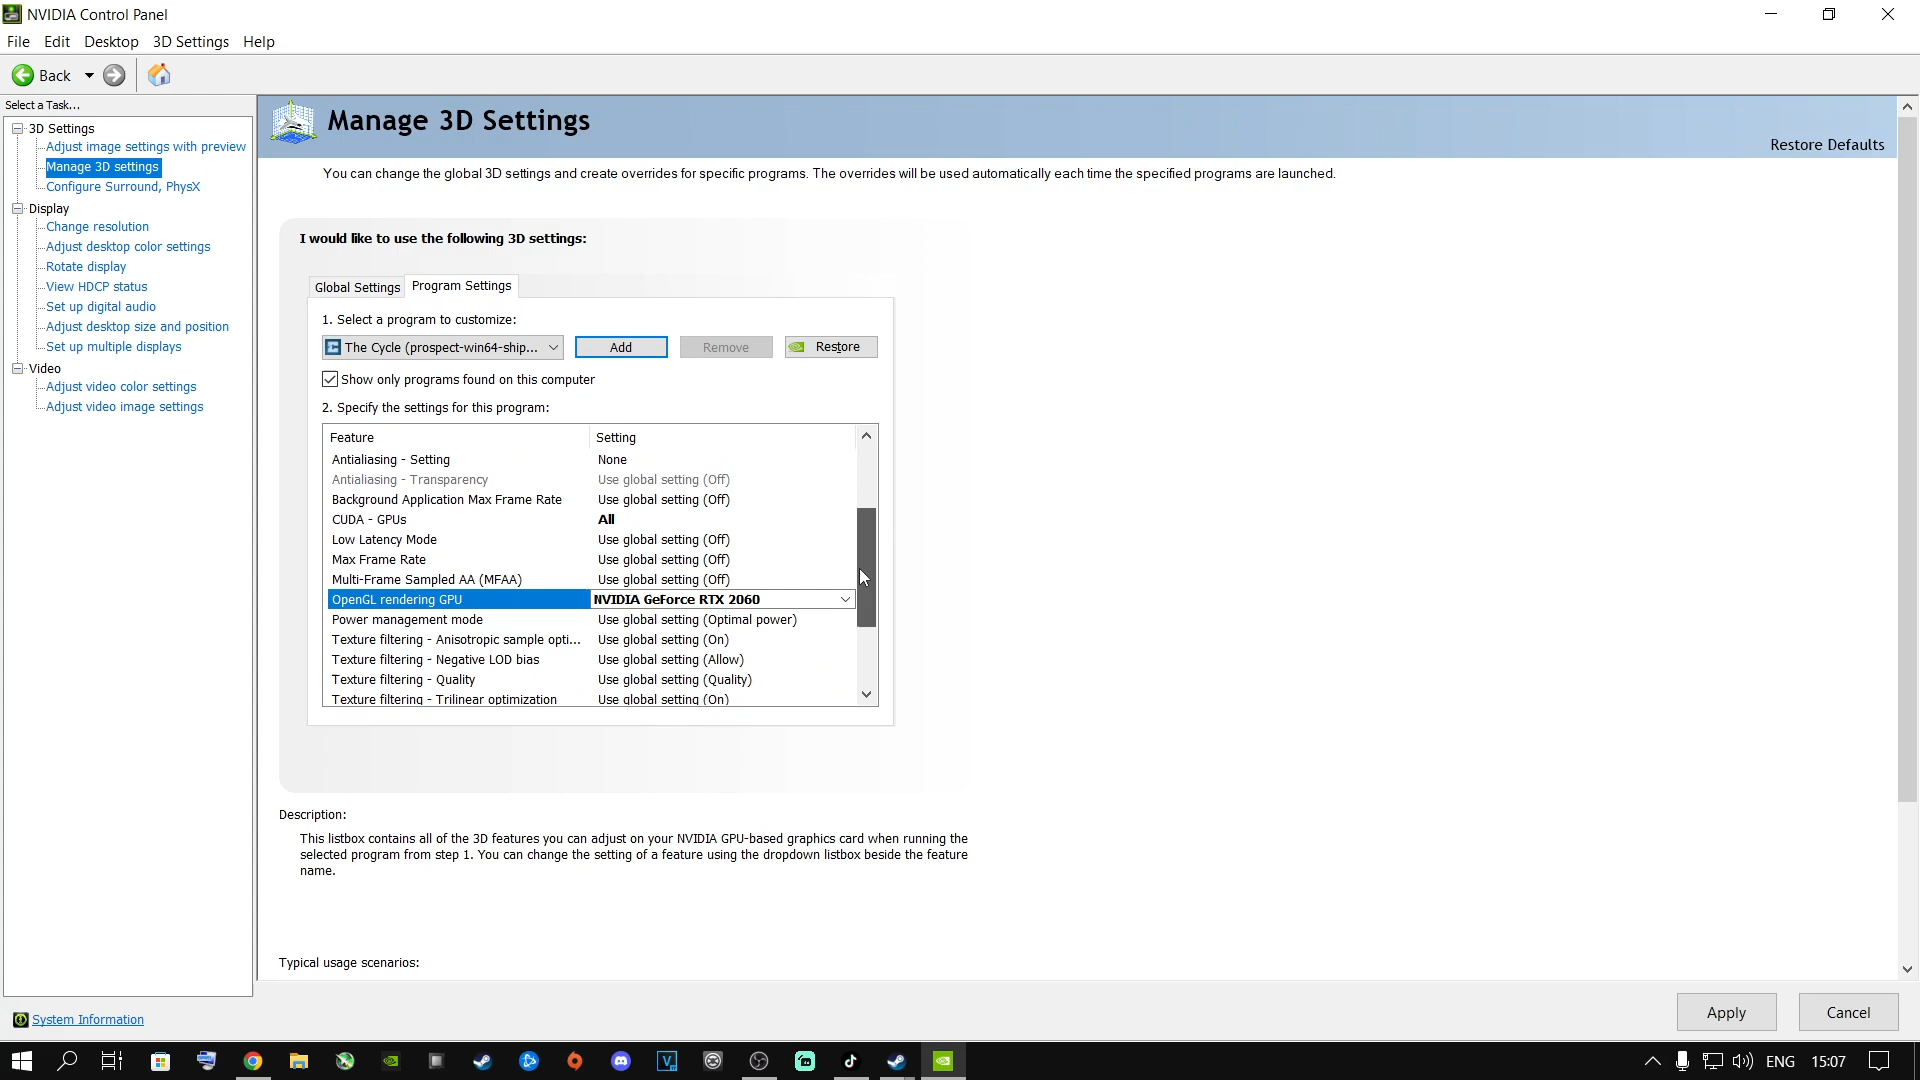 NVIDIA Control Panel
File Edit Desktop 3D Settings Help
Back
Select a Task...
3D Settings
Adjust image settings with preview
Manage 3D settings
Configure Surround, PhysX
Display
Change resolution
Adjust desktop color settings
Rotate display
View HDCP status
Set up digital audio
Adjust desktop size and position
Set up multiple displays
Video
Adjust video color settings
Adjust video image settings
System Information
Manage 3D Settings
Restore Defaults
You can change the global 3D settings and create overrides for specific programs. The overrides will be used automatically each time the specified programs are launched.
I would like to use the following 3D settings:
Global Settings Program Settings
1. Select a program to customize:
The Cycle (prospect-win64-ship... Add Remove Restore
Show only programs found on this computer
2. Specify the settings for this program:
Feature Setting
Antialiasing - Setting None
Antialiasing - Transparency Use global setting (Off)
Background Application Max Frame Rate Use global setting (Off)
CUDA - GPUs All
Low Latency Mode Use global setting (Off)
Max Frame Rate Use global setting (Off)
Multi-Frame Sampled AA (MFAA) Use global setting (Off)
OpenGL rendering GPU NVIDIA GeForce RTX 2060
Power management mode Use global setting (Optimal power)
Texture filtering - Anisotropic sample opti... Use global setting (On)
Texture filtering - Negative LOD bias Use global setting (Allow)
Texture filtering - Quality Use global setting (Quality)
Texture filtering - Trilinear optimization Use global setting (On)
Description:
This listbox contains all of the 3D features you can adjust on your NVIDIA GPU-based graphics card when running the
selected program from step 1. You can change the setting of a feature using the dropdown listbox beside the feature
name.
Typical usage scenarios:
Apply Cancel
ENG 15:07